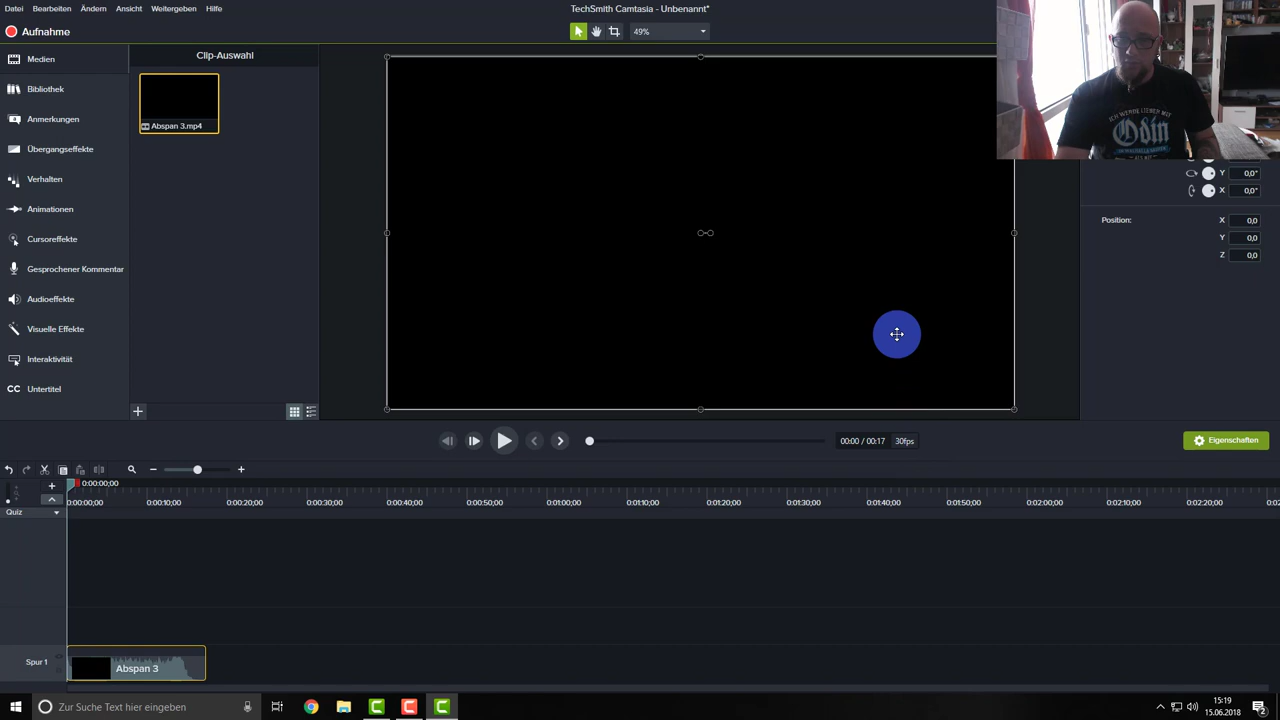 Datei Bearbeiten Ändern Ansicht Weitergeben Hilfe
TechSmith Camtasia - Unbenannt*
Aufnahme
49%
Medien
Bibliothek
Anmerkungen
Übergangseffekte
Verhalten
Animationen
Cursoreffekte
Gesprochener Kommentar
Audioeffekte
Visuelle Effekte
Interaktivität
CC Untertitel
Clip-Auswahl
Abspan 3.mp4
ICH WÜRDE LIEBER MIT
Odin
Y 0,0°
X 0,0°
Position: X 0,0
Y 0,0
Z 0,0
00:00 / 00:17 30fps
Eigenschaften
0:00:00;00
0:00:00;00 0:00:10;00 0:00:20;00 0:00:30;00 0:00:40;00 0:00:50;00 0:01:00;00 0:01:10;00 0:01:20;00 0:01:30;00 0:01:40;00 0:01:50;00 0:02:00;00 0:02:10;00 0:02:20;00
Quiz
Spur 1
Abspan 3
Zur Suche Text hier eingeben
15:19
15.06.2018
2